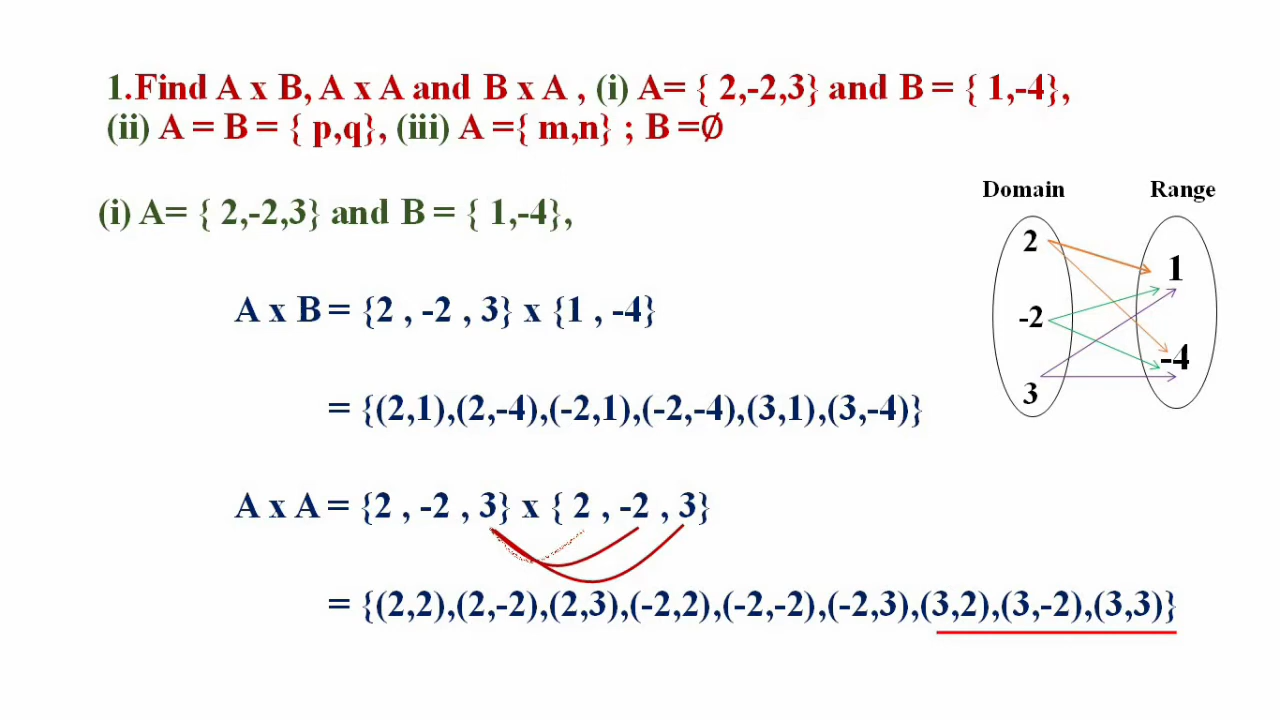 1.Find A x B, A x A and B x A , (i) A= { 2,-2,3} and B = { 1,-4},
(ii) A = B = { p,q}, (iii) A ={ m,n} ; B =∅
(i) A= { 2,-2,3} and B = { 1,-4},
Domain Range
2
1
-2
-4
3
A x B = {2 , -2 , 3} x {1 , -4}
= {(2,1),(2,-4),(-2,1),(-2,-4),(3,1),(3,-4)}
A x A = {2 , -2 , 3} x { 2 , -2 , 3}
= {(2,2),(2,-2),(2,3),(-2,2),(-2,-2),(-2,3),(3,2),(3,-2),(3,3)}